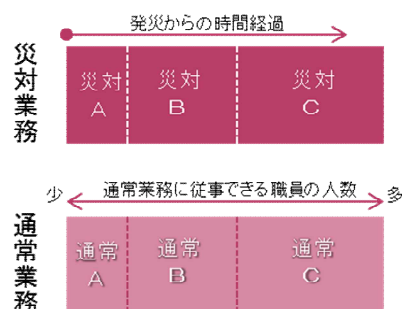 発災からの時間経過
災対業務
災対 災対 災対
A B C
少 通常業務に従事できる職員の人数 多
通常業務
通常 通常 通常
A B C